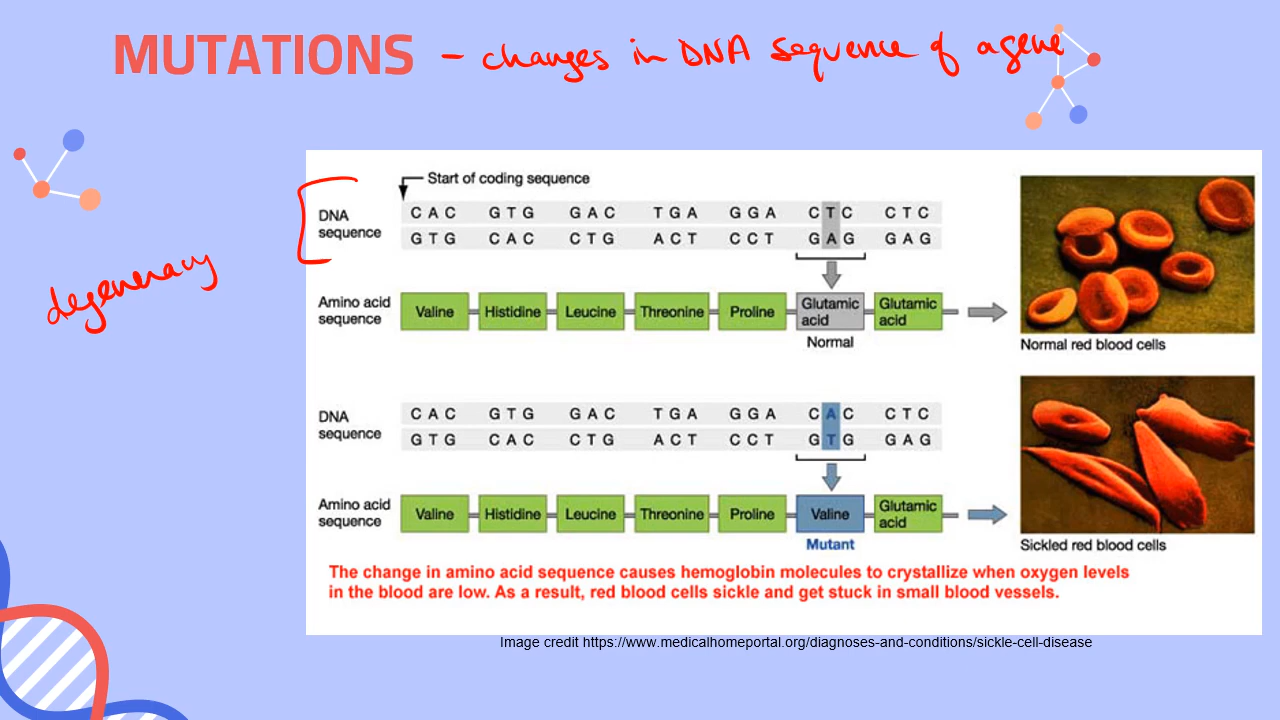 MUTATIONS - changes in DNA sequence of a gene
Start of coding sequence
DNA sequence
C A C G T G G A C T G A G G A C T C C T C
G T G C A C C T G A C T C C T G A G G A G
degeneracy
Amino acid sequence
Valine Histidine Leucine Threonine Proline Glutamic acid Glutamic acid
Normal
Normal red blood cells
DNA sequence
C A C G T G G A C T G A G G A C A C C T C
G T G C A C C T G A C T C C T G T G G A G
Amino acid sequence
Valine Histidine Leucine Threonine Proline Valine Glutamic acid
Mutant
Sickled red blood cells
The change in amino acid sequence causes hemoglobin molecules to crystallize when oxygen levels
in the blood are low. As a result, red blood cells sickle and get stuck in small blood vessels.
Image credit https://www.medicalhomeportal.org/diagnoses-and-conditions/sickle-cell-disease